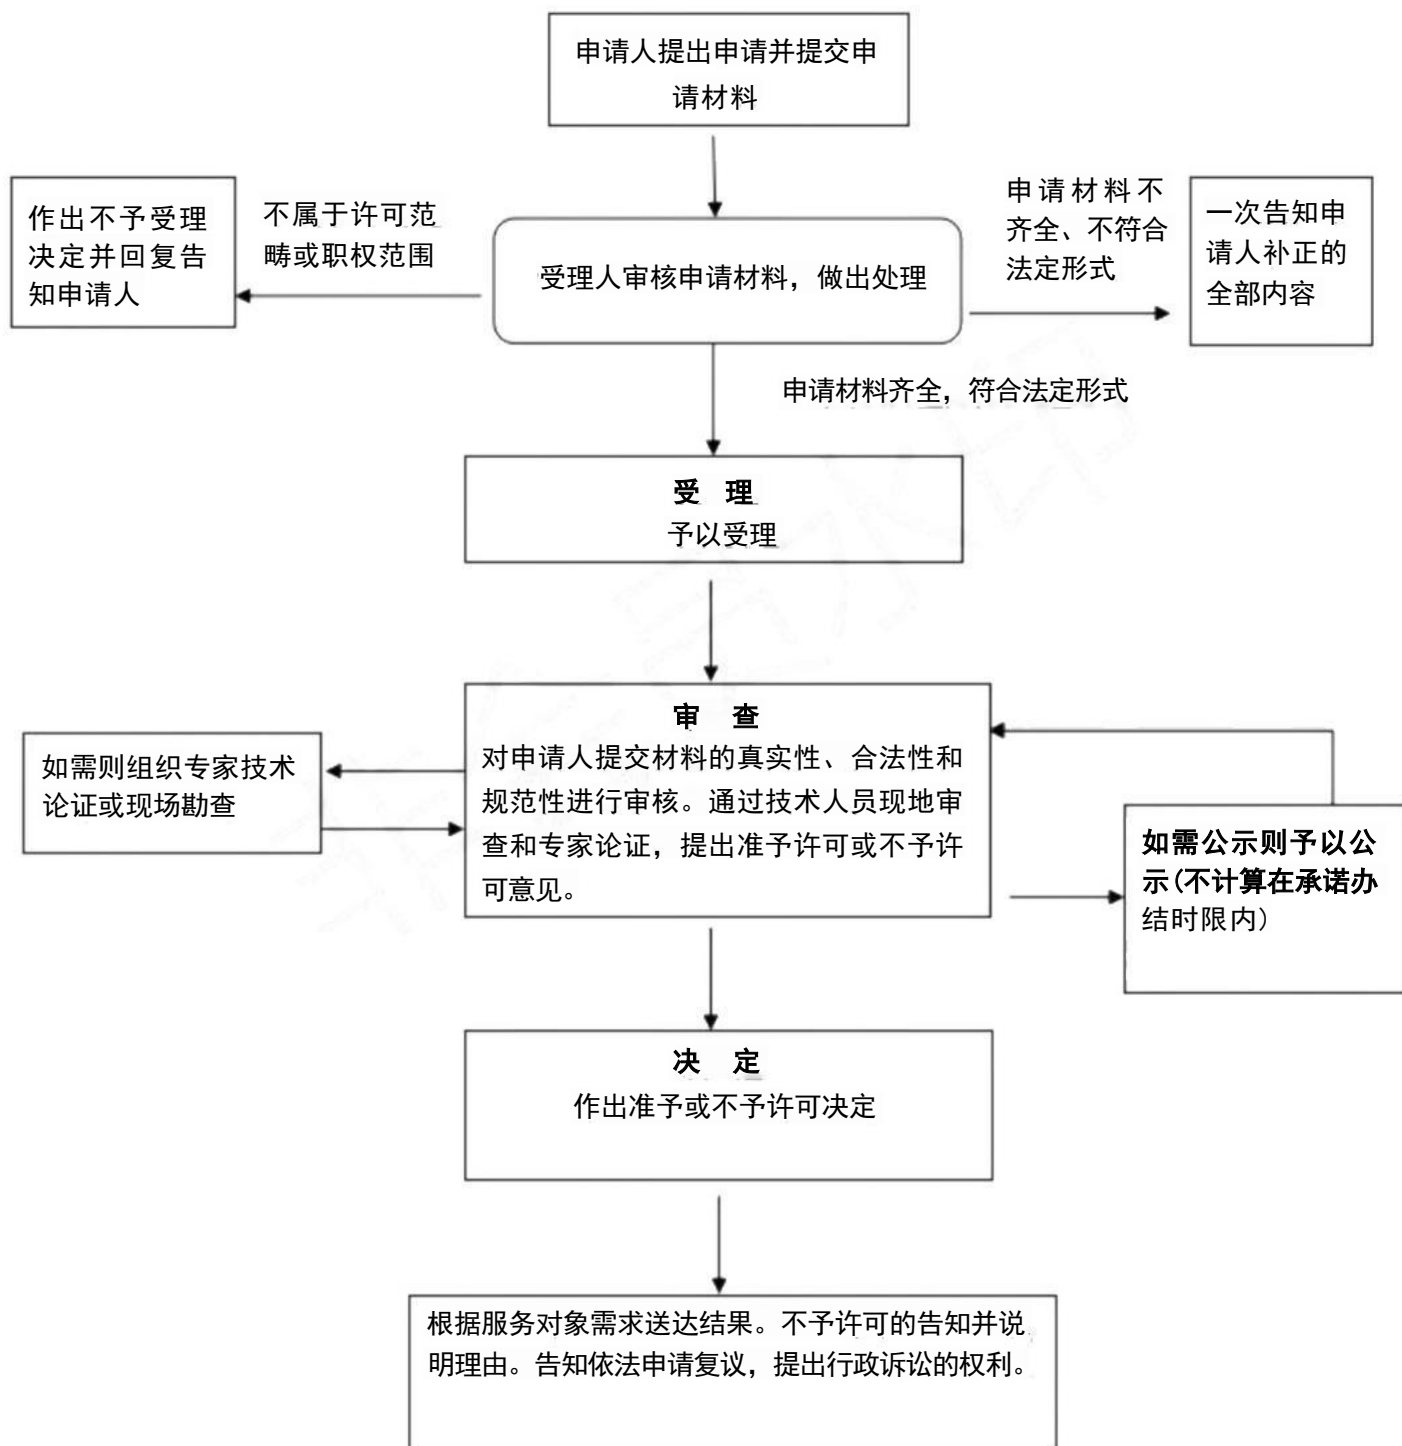 申请人提出申请并提交申
请材料
作出不予受理
决定并回复告
知申请人
不属于许可范
畴或职权范围
受理人审核申请材料，做出处理
申请材料不
齐全、不符合
法定形式
一次告知申
请人补正的
全部内容
申请材料齐全，符合法定形式
受 理
予以受理
审 查
对申请人提交材料的真实性、合法性和
规范性进行审核。通过技术人员现地审
查和专家论证，提出准予许可或不予许
可意见。
如需则组织专家技术
论证或现场勘查
如需公示则予以公
示(不计算在承诺办
结时限内)
决 定
作出准予或不予许可决定
根据服务对象需求送达结果。不予许可的告知并说
明理由。告知依法申请复议，提出行政诉讼的权利。